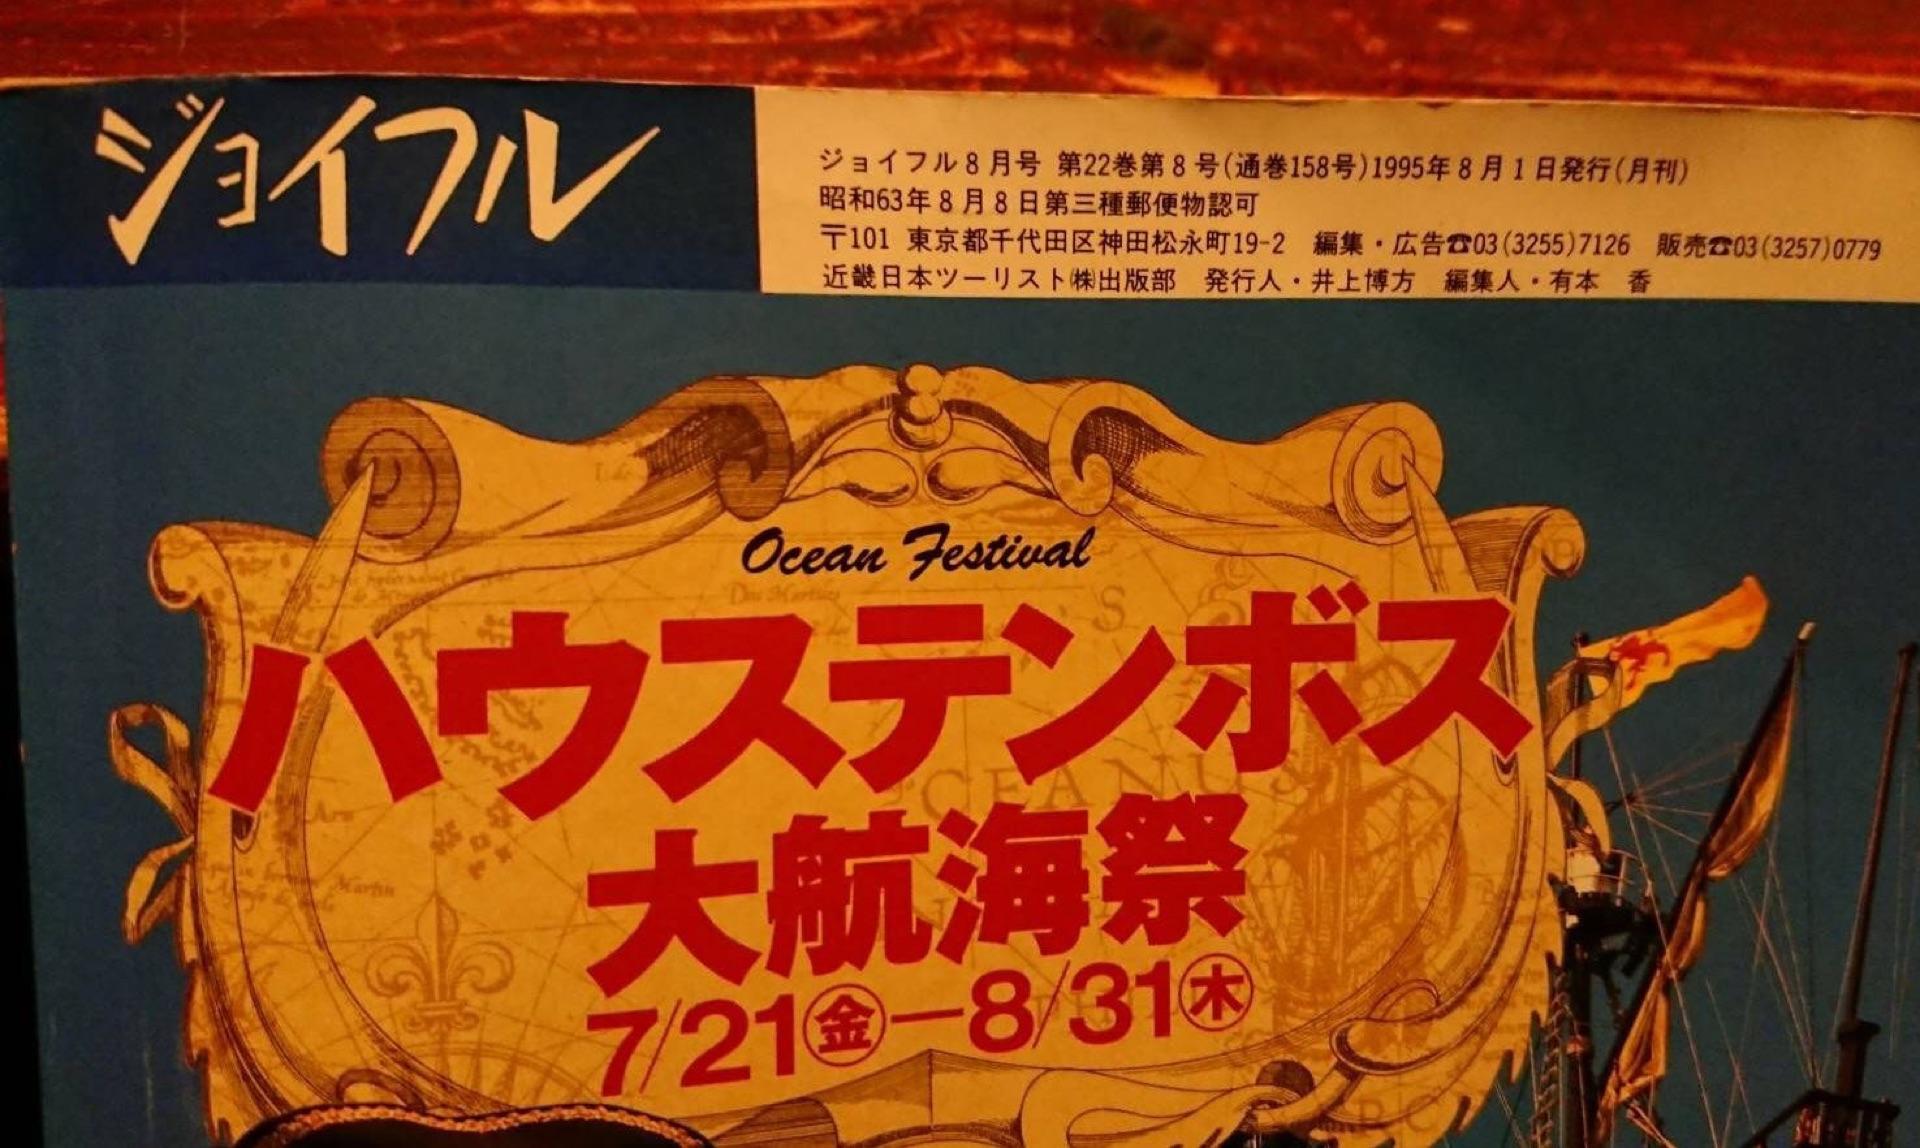 ジョイフル
ジョイフル8月号 第22巻第8号(通巻158号)1995年8月1日発行(月刊)
昭和63年8月8日第三種郵便物認可
〒101 東京都千代田区神田松永町19-2 編集・広告☎03(3255)7126 販売☎03(3257)0779
近畿日本ツーリスト㈱出版部 発行人・井上博方 編集人・有本 香
Ocean Festival
ハウステンボス
OCEANUS
大航海祭
7/21㊎—8/31㊍